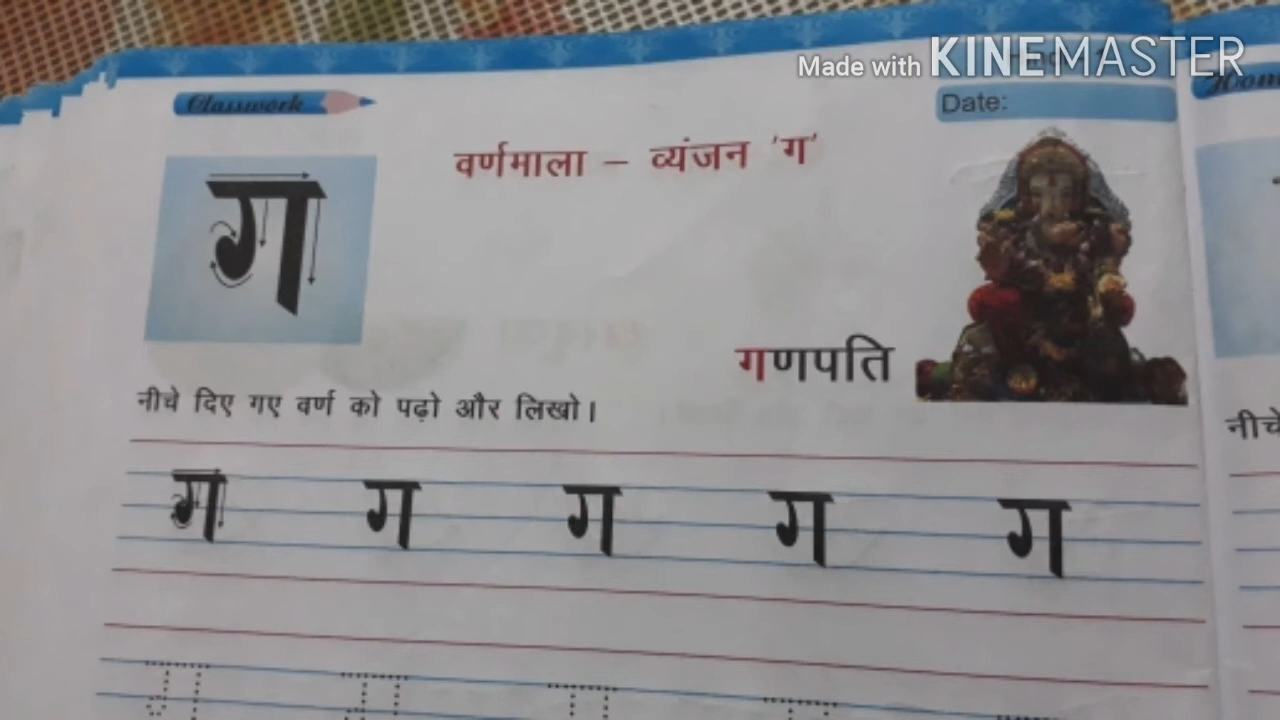 Made with KINEMASTER
Classwork
Date:
वर्णमाला – व्यंजन 'ग'
ग
गणपति
नीचे दिए गए वर्ण को पढ़ो और लिखो।
नीचे
ग ग ग ग ग
ग ग ग